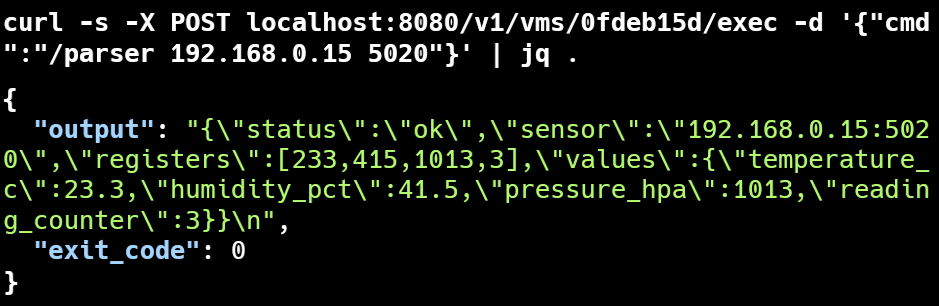 curl -s -X POST localhost:8080/v1/vms/0fdeb15d/exec -d '{"cmd
":"/parser 192.168.0.15 5020"}' | jq .
{
  "output": "{\"status\":\"ok\",\"sensor\":\"192.168.0.15:502
0\",\"registers\":[233,415,1013,3],\"values\":{\"temperature_
c\":23.3,\"humidity_pct\":41.5,\"pressure_hpa\":1013,\"readin
g_counter\":3}}\n",
  "exit_code": 0
}